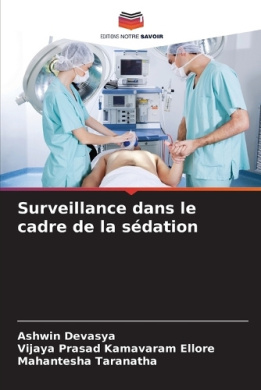 EDITIONS NOTRE SAVOIR
Surveillance dans le
cadre de la sédation
Ashwin Devasya
Vijaya Prasad Kamavaram Ellore
Mahantesha Taranatha